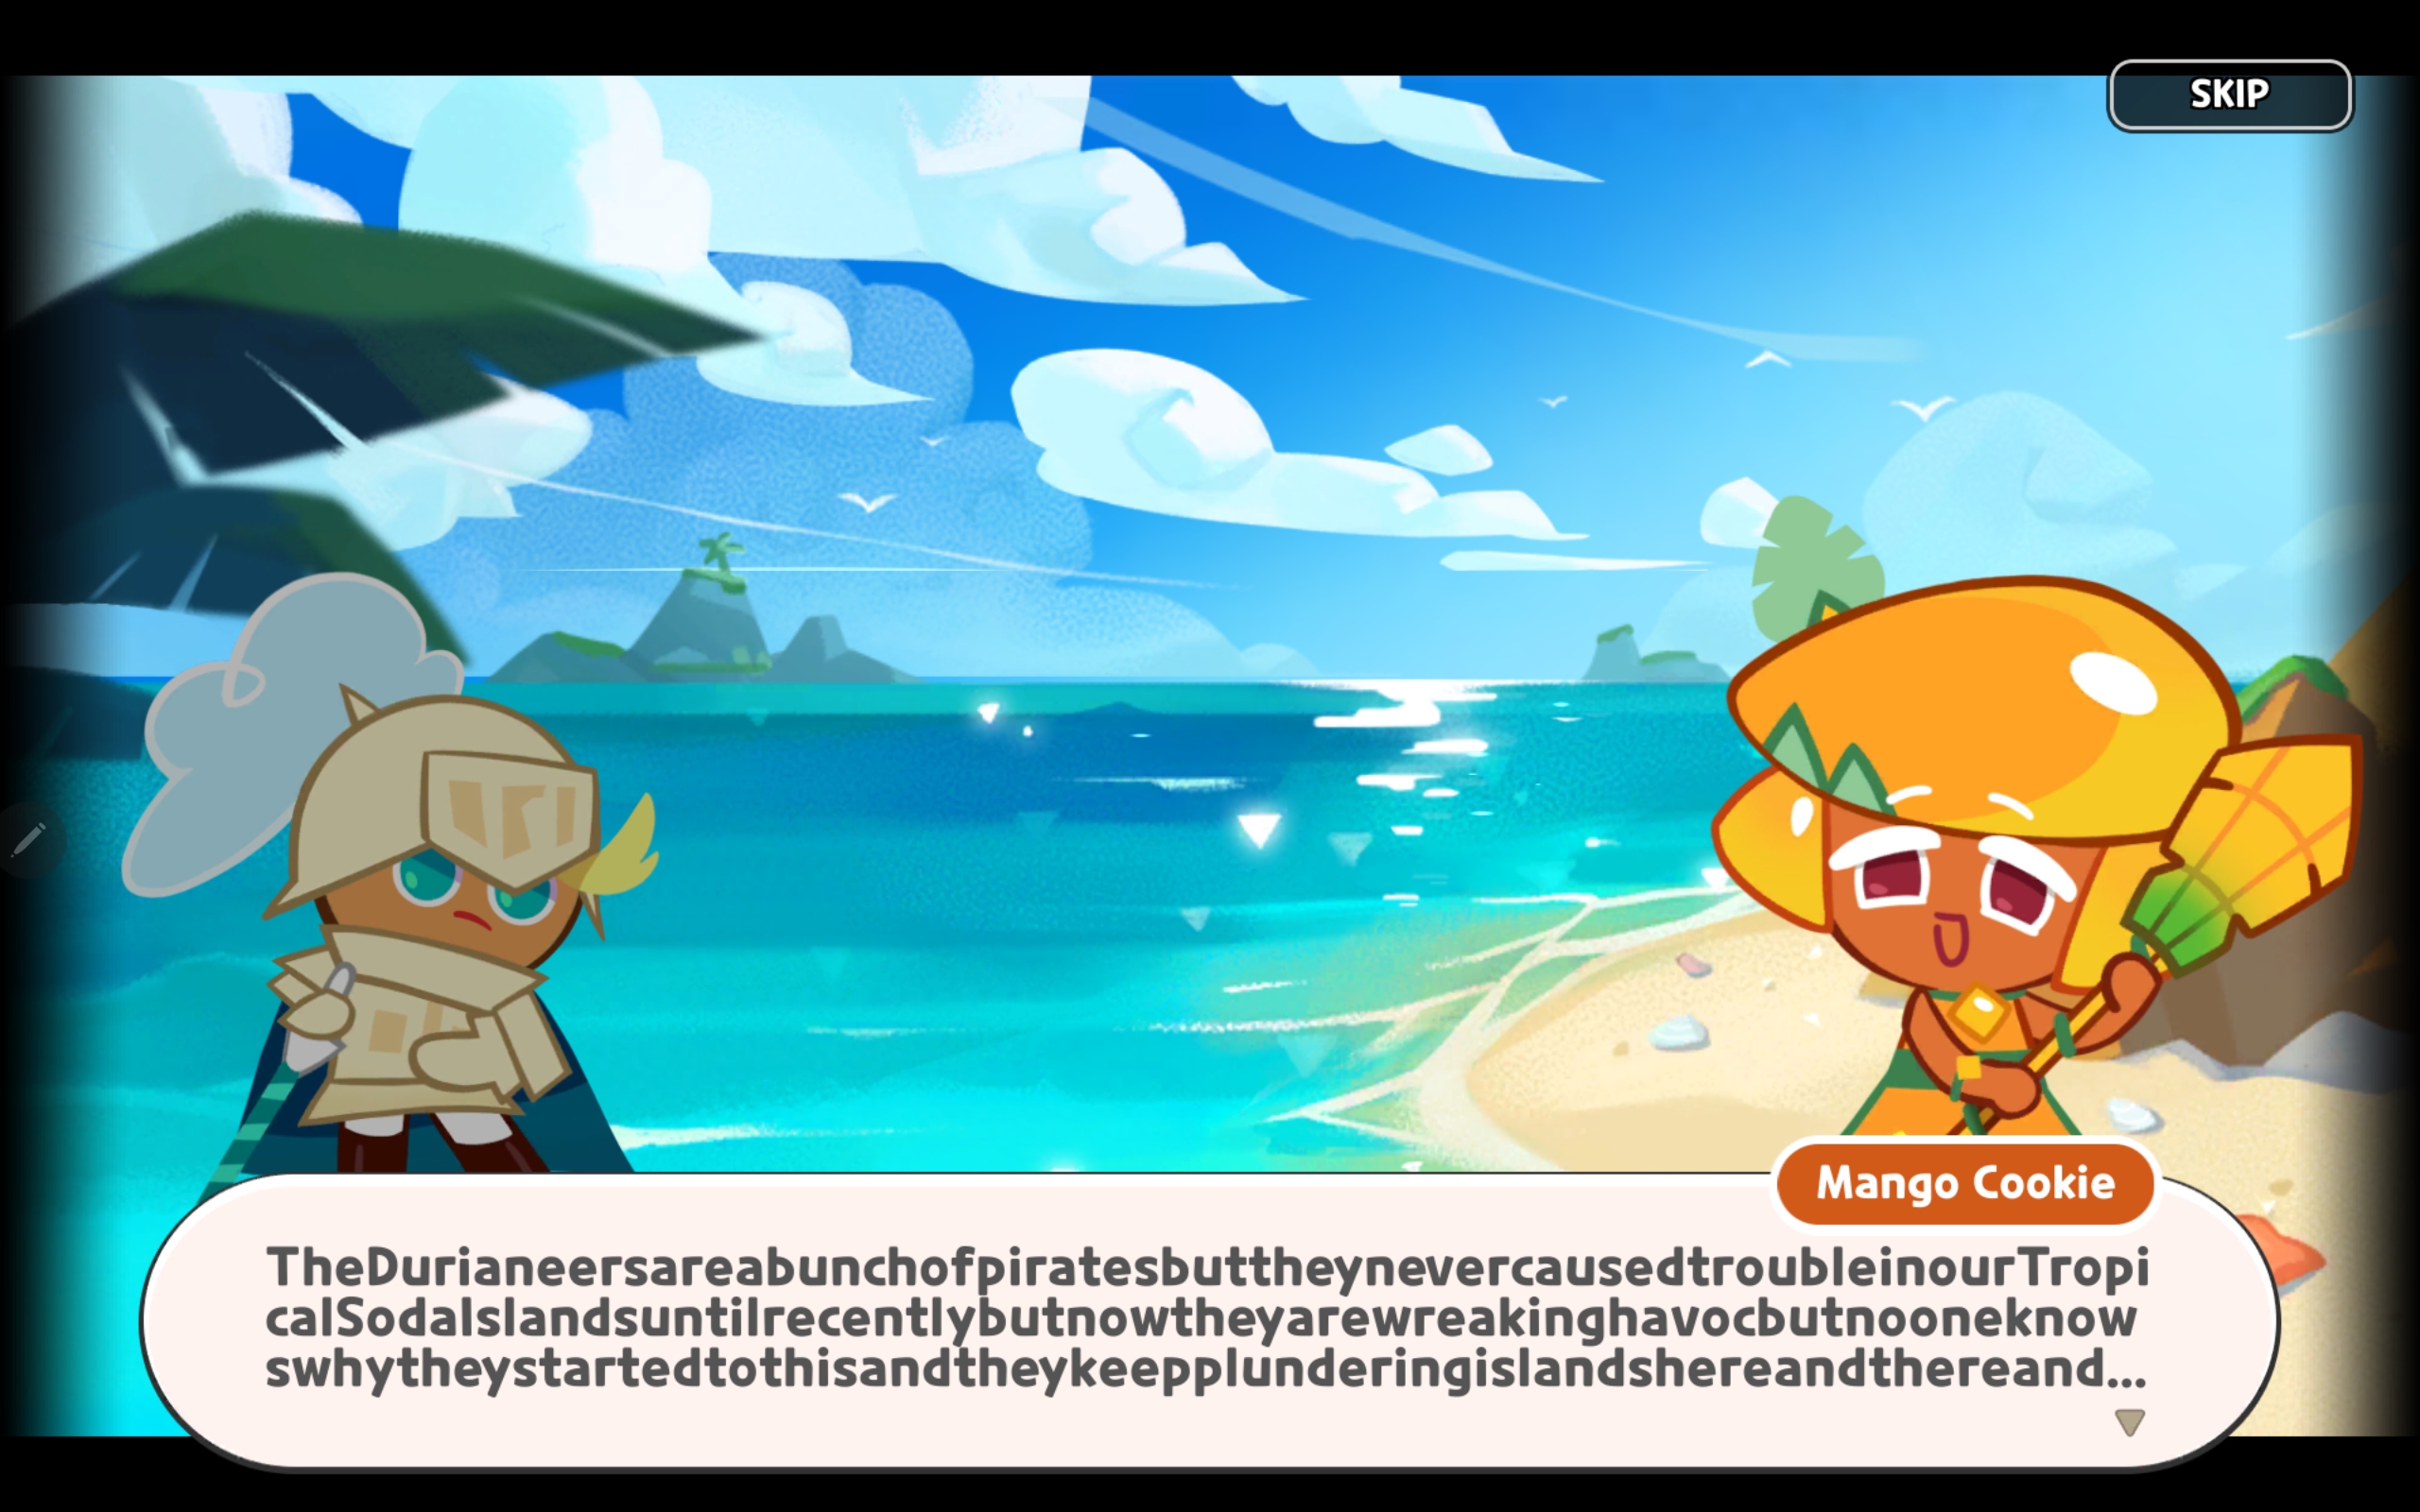 SKIP
Mango Cookie
TheDurianeersareabunchofpiratesbuttheynevercausedtroubleinourTropi
calSodaIslandsuntilrecentlybutnowtheyarewreakinghavocbutnooneknow
swhytheystartedtothisandtheykeepplunderingislandshereandthereand...